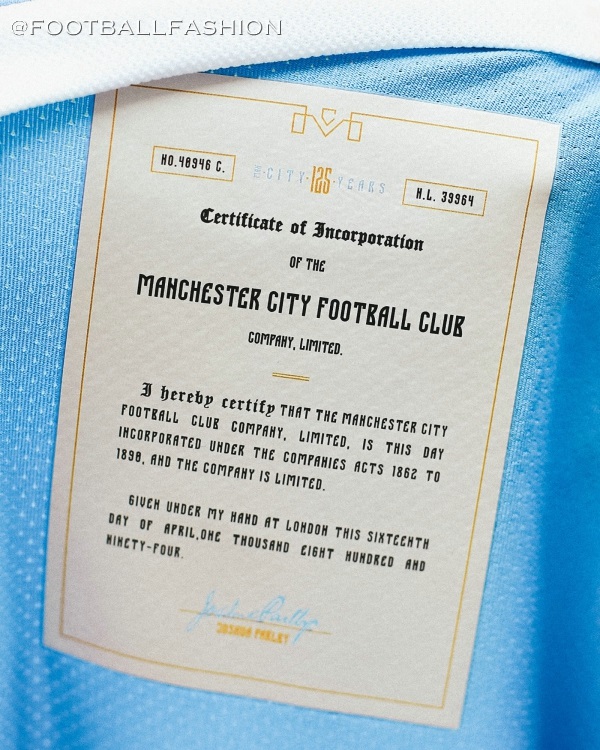 @FOOTBALLFASHION
NO.40946 C.
THE CITY·125·YEARS
H.L. 39964
Certificate of Incorporation
OF THE
MANCHESTER CITY FOOTBALL CLUB
COMPANY, LIMITED.
I hereby certify THAT THE MANCHESTER CITY
FOOTBALL CLUB COMPANY, LIMITED, IS THIS DAY
INCORPORATED UNDER THE COMPANIES ACTS 1862 TO
1890, AND THE COMPANY IS LIMITED.
GIVEN UNDER MY HAND AT LONDON THIS SIXTEENTH
DAY OF APRIL,ONE THOUSAND EIGHT HUNDRED AND
NINETY-FOUR.
JOSHUA PARLBY